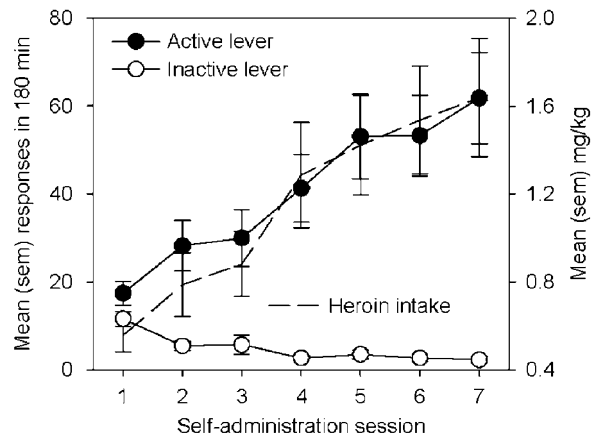 Mean (sem) responses in 180 min
80
60
40
20
0
Active lever
Inactive lever
Heroin intake
2.0
1.6
1.2
0.8
0.4
Mean (sem) mg/kg
1 2 3 4 5 6 7
Self-administration session